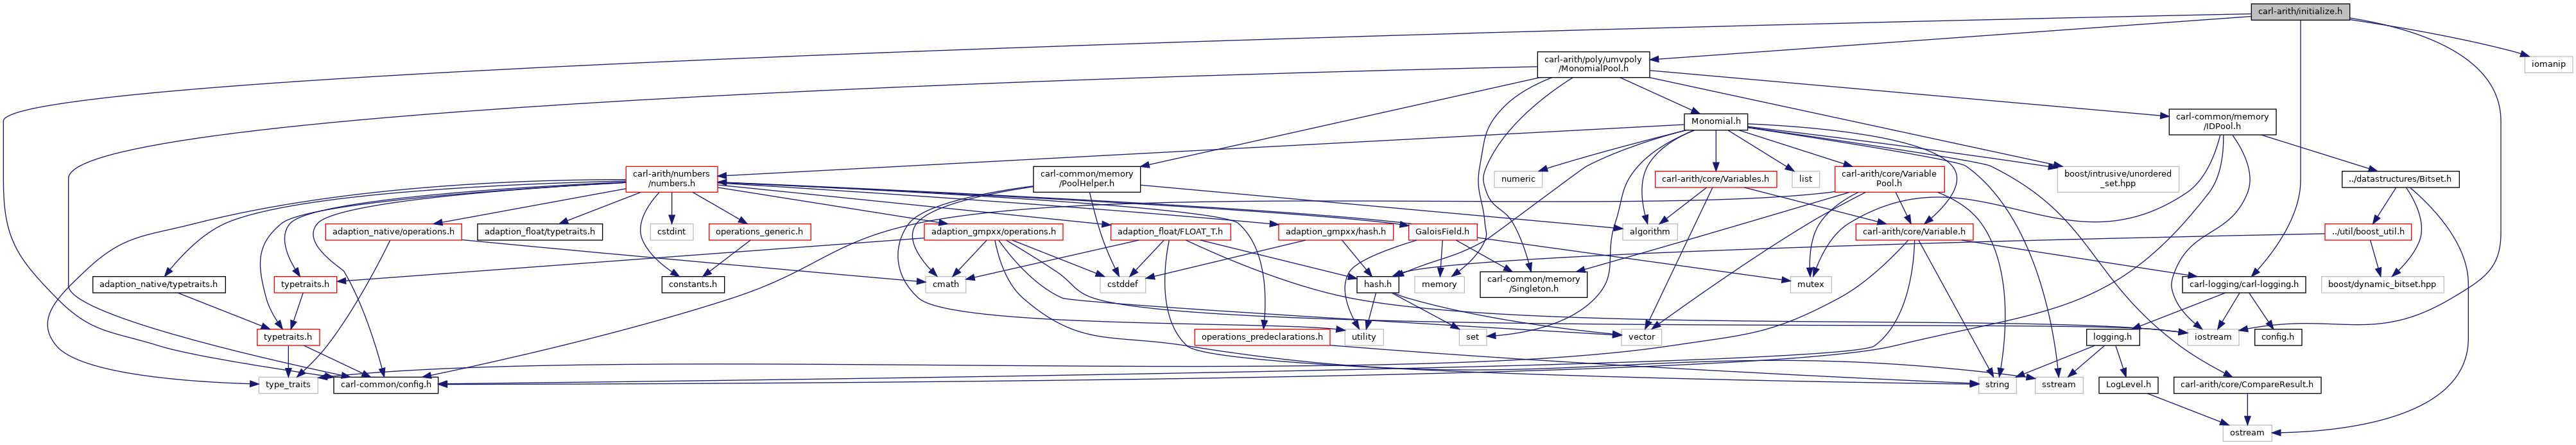 carl-arith/initialize.h
carl-arith/poly/umvpoly
/MonomialPool.h
iomanip
Monomial.h
carl-common/memory
/IDPool.h
carl-arith/numbers
/numbers.h
carl-common/memory
/PoolHelper.h
numeric
carl-arith/core/Variables.h
list
carl-arith/core/Variable
Pool.h
boost/intrusive/unordered
_set.hpp
../datastructures/Bitset.h
adaption_native/operations.h
adaption_float/typetraits.h
cstdint
operations_generic.h
adaption_gmpxx/operations.h
adaption_float/FLOAT_T.h
adaption_gmpxx/hash.h
GaloisField.h
algorithm
carl-arith/core/Variable.h
../util/boost_util.h
adaption_native/typetraits.h
typetraits.h
constants.h
cmath
cstddef
hash.h
memory
carl-common/memory
/Singleton.h
mutex
carl-logging/carl-logging.h
boost/dynamic_bitset.hpp
typetraits.h
operations_predeclarations.h
utility
set
vector
logging.h
iostream
config.h
type_traits
carl-common/config.h
string
sstream
LogLevel.h
carl-arith/core/CompareResult.h
ostream